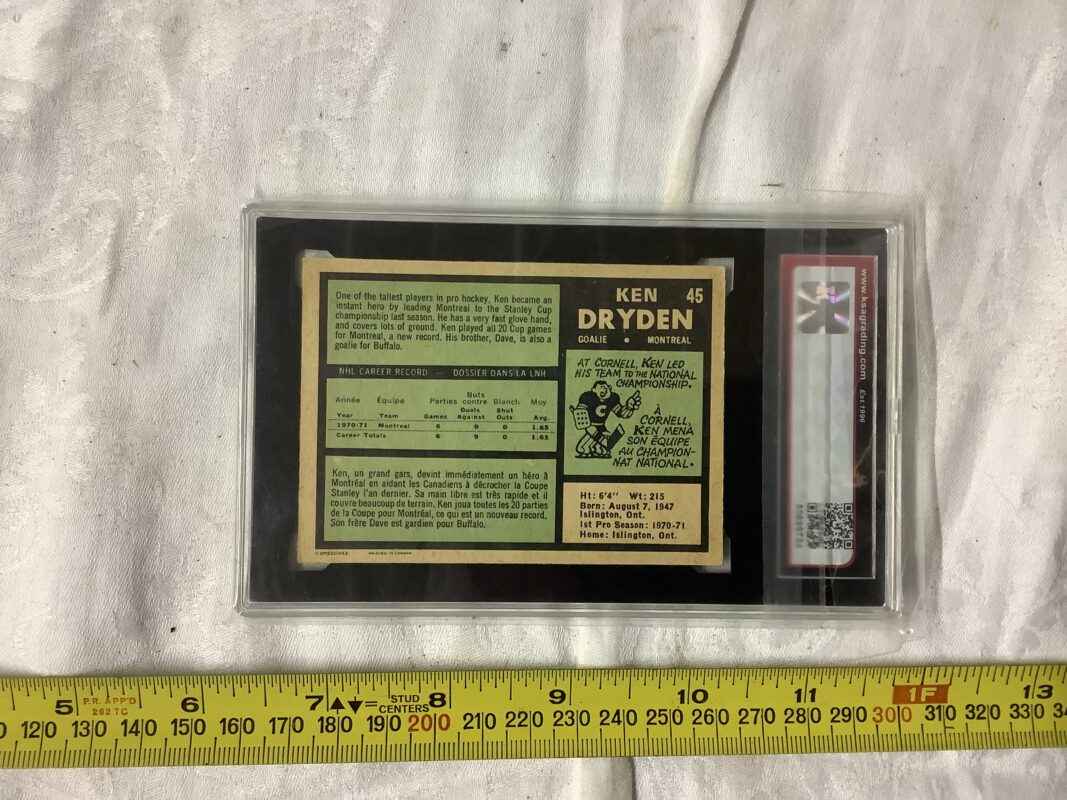 One of the tallest players in pro hockey, Ken became an
instant hero by leading Montreal to the Stanley Cup
championship last season. He has a very fast glove hand,
and covers lots of ground. Ken played all 20 Cup games
for Montreal, a new record. His brother, Dave, is also a
goalie for Buffalo.
NHL CAREER RECORD — DOSSIER DANS LA LNH
Année Équipe Parties Buts contre Blanch. Moy
Year Team Games Goals Against Shut Outs Avg.
1970-71 Montreal 6 9 0 1.65
Career Totals 6 9 0 1.65
Ken, un grand gars, devint immédiatement un héro à
Montréal en aidant les Canadiens à décrocher la Coupe
Stanley l'an dernier. Sa main libre est très rapide et il
couvre beaucoup de terrain. Ken joua toutes les 20 parties
de la Coupe pour Montréal, ce qui est un nouveau record.
Son frère Dave est gardien pour Buffalo.
KEN 45
DRYDEN
GOALIE • MONTREAL
AT CORNELL, KEN LED
HIS TEAM TO THE NATIONAL
CHAMPIONSHIP.
C
À
CORNELL,
KEN MENA
SON ÉQUIPE
AU CHAMPION-
NAT NATIONAL.
Ht: 6'4" Wt: 215
Born: August 7, 1947
Islington, Ont.
1st Pro Season: 1970-71
Home: Islington, Ont.
www.ksagrading.com Est 1996
5 P.R. APP'D 6 7 = STUD 8 9 10 11 1F 13
262 TC CENTERS
0 120 130 140 150 160 170 180 190 200 210 220 230 240 250 260 270 280 290 300 310 320 330 34